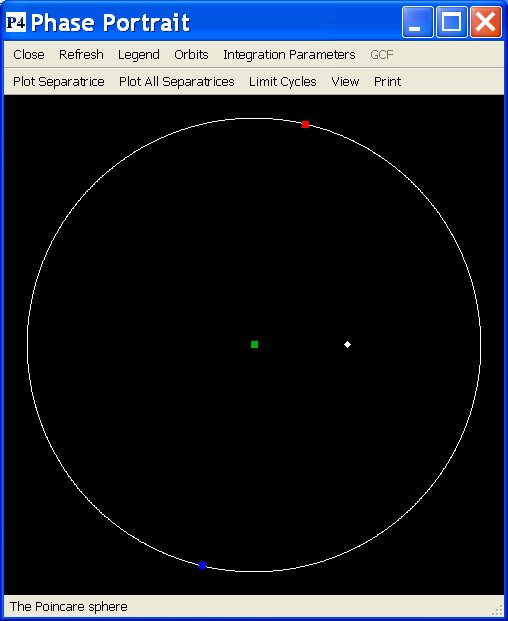 P4 Phase Portrait
Close Refresh Legend Orbits Integration Parameters GCF
Plot Separatrice Plot All Separatrices Limit Cycles View Print
The Poincare sphere